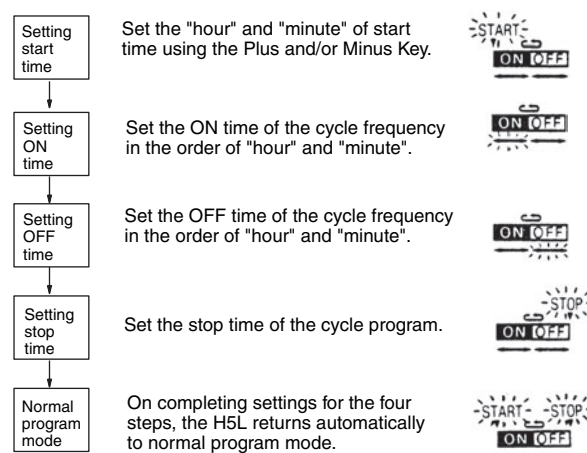 Setting
start
time
Set the "hour" and "minute" of start
time using the Plus and/or Minus Key.
START
ON OFF
Setting
ON
time
Set the ON time of the cycle frequency
in the order of "hour" and "minute".
ON OFF
Setting
OFF
time
Set the OFF time of the cycle frequency
in the order of "hour" and "minute".
ON OFF
Setting
stop
time
Set the stop time of the cycle program.
STOP
ON OFF
Normal
program
mode
On completing settings for the four
steps, the H5L returns automatically
to normal program mode.
START STOP
ON OFF